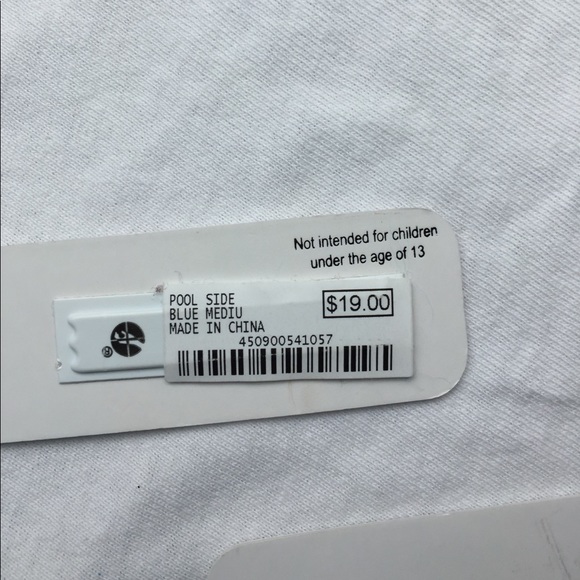 Not intended for children
under the age of 13
POOL SIDE
BLUE MEDIU
MADE IN CHINA
$19.00
450900541057
®